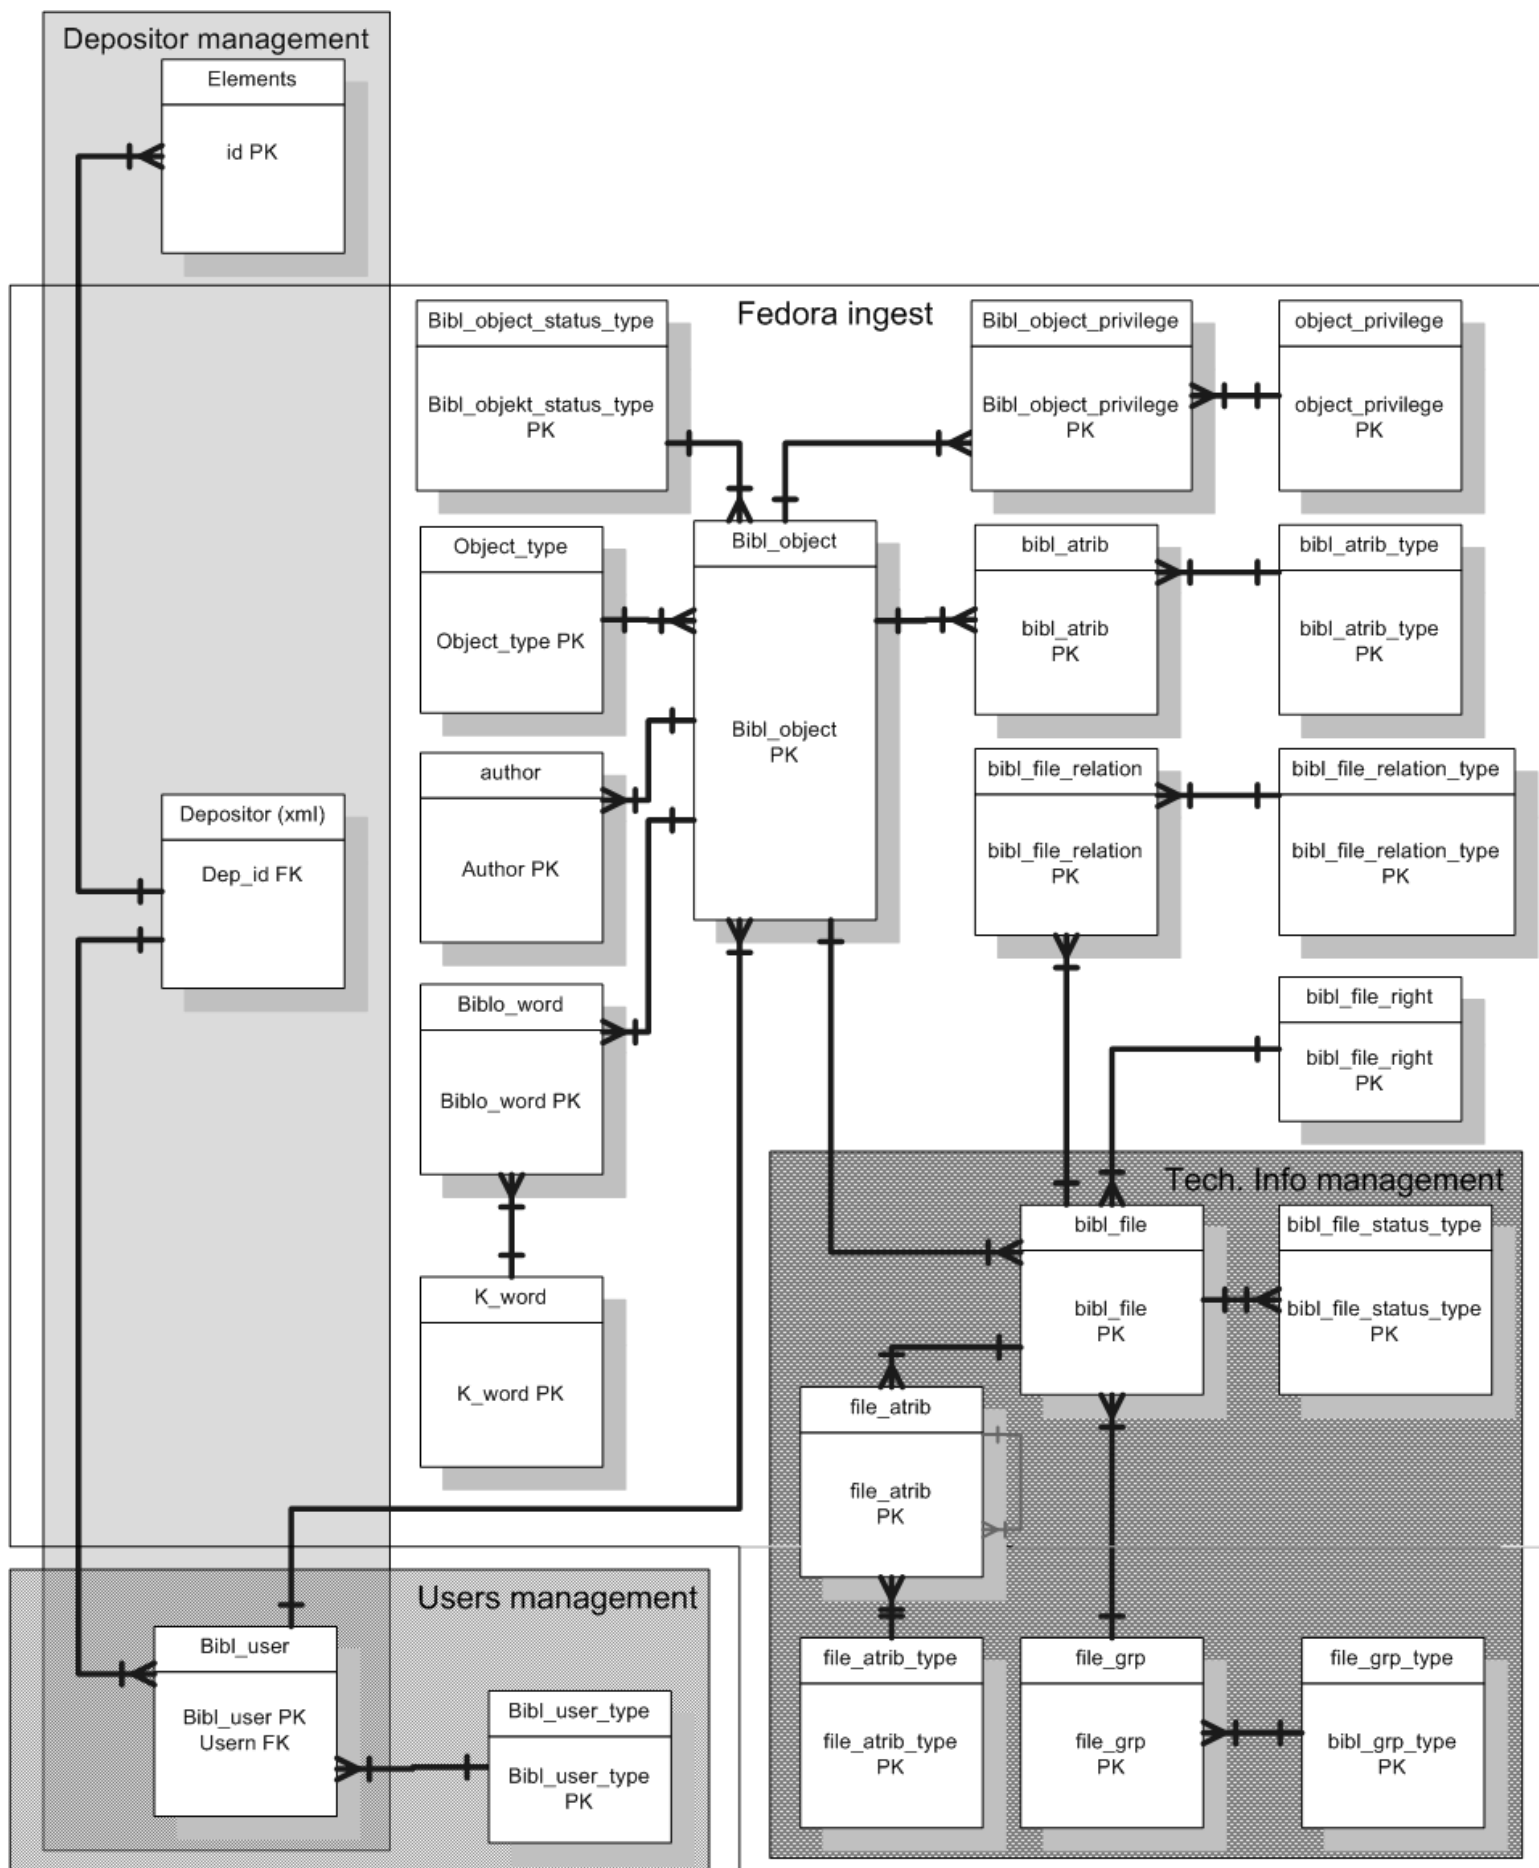 Depositor management
Elements
id PK
Fedora ingest
Bibl_object_status_type
Bibl_objekt_status_type
PK
Bibl_object_privilege
Bibl_object_privilege
PK
object_privilege
object_privilege
PK
Object_type
Object_type PK
Bibl_object
Bibl_object
PK
bibl_atrib
bibl_atrib
PK
bibl_atrib_type
bibl_atrib_type
PK
author
Author PK
bibl_file_relation
bibl_file_relation
PK
bibl_file_relation_type
bibl_file_relation_type
PK
Depositor (xml)
Dep_id FK
Biblo_word
Biblo_word PK
bibl_file_right
bibl_file_right
PK
Tech. Info management
bibl_file
bibl_file
PK
bibl_file_status_type
bibl_file_status_type
PK
K_word
K_word PK
file_atrib
file_atrib
PK
Users management
Bibl_user
Bibl_user PK
Usern FK
Bibl_user_type
Bibl_user_type
PK
file_atrib_type
file_atrib_type
PK
file_grp
file_grp
PK
file_grp_type
bibl_grp_type
PK